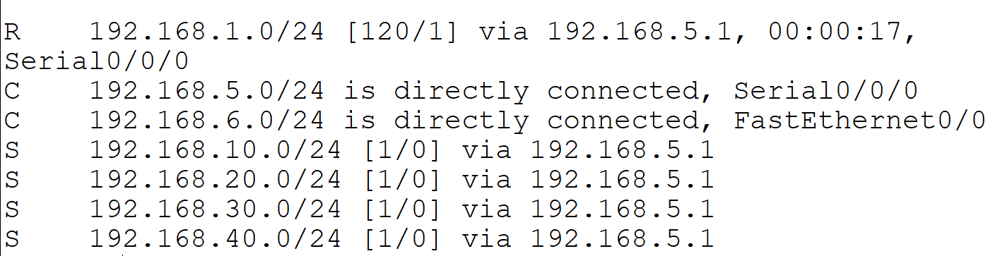 R    192.168.1.0/24 [120/1] via 192.168.5.1, 00:00:17,
Serial0/0/0
C    192.168.5.0/24 is directly connected, Serial0/0/0
C    192.168.6.0/24 is directly connected, FastEthernet0/0
S    192.168.10.0/24 [1/0] via 192.168.5.1
S    192.168.20.0/24 [1/0] via 192.168.5.1
S    192.168.30.0/24 [1/0] via 192.168.5.1
S    192.168.40.0/24 [1/0] via 192.168.5.1